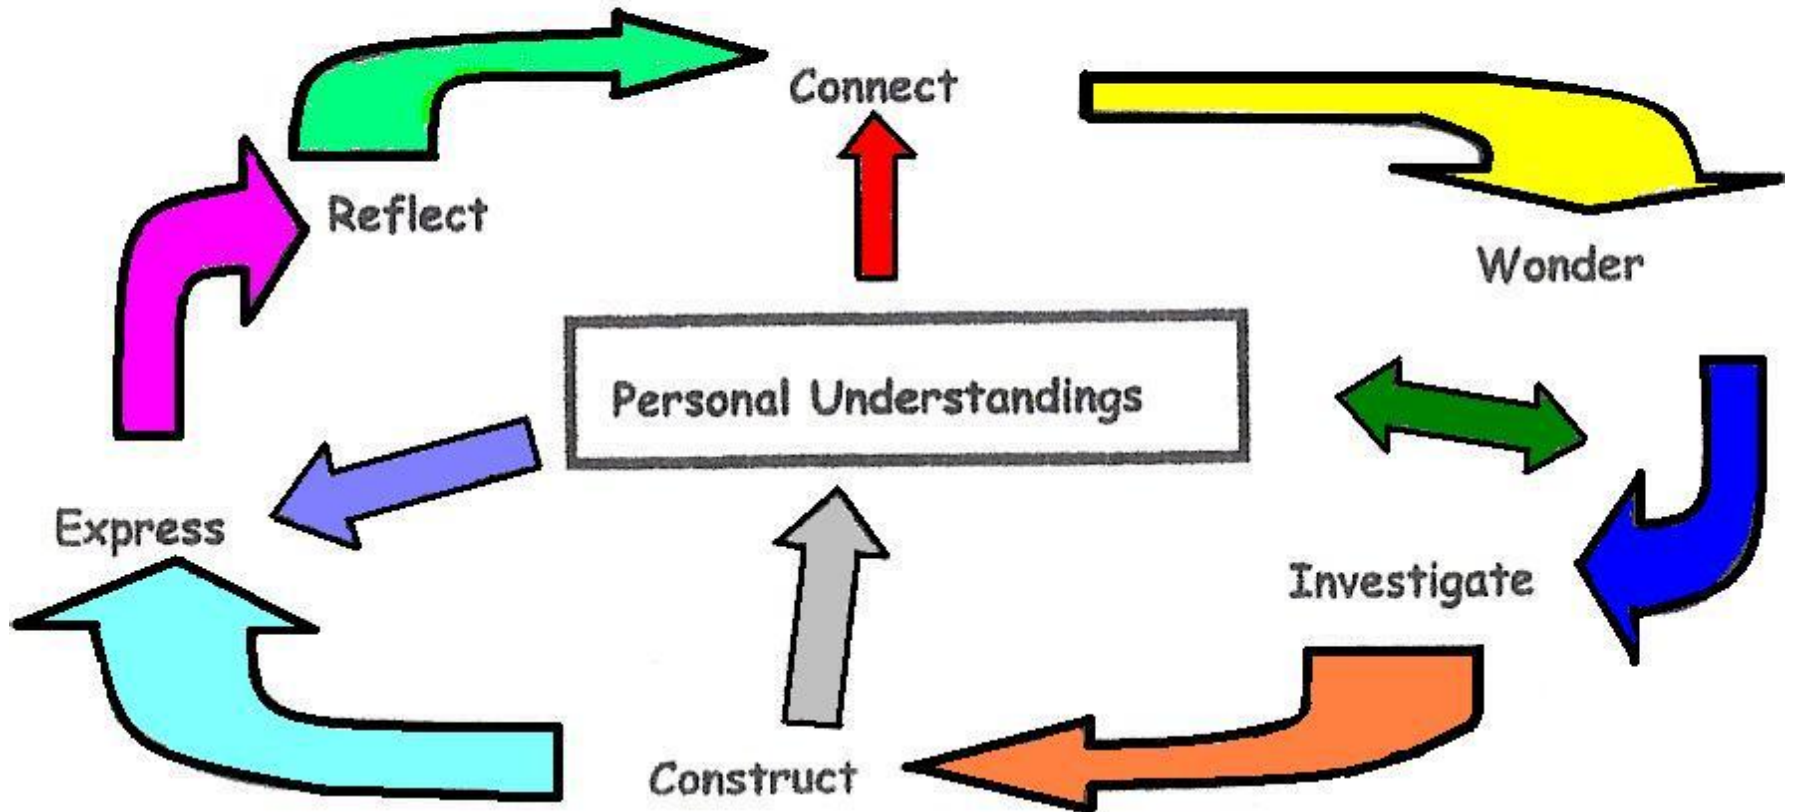 Connect
Reflect
Wonder
Personal Understandings
Express
Investigate
Construct